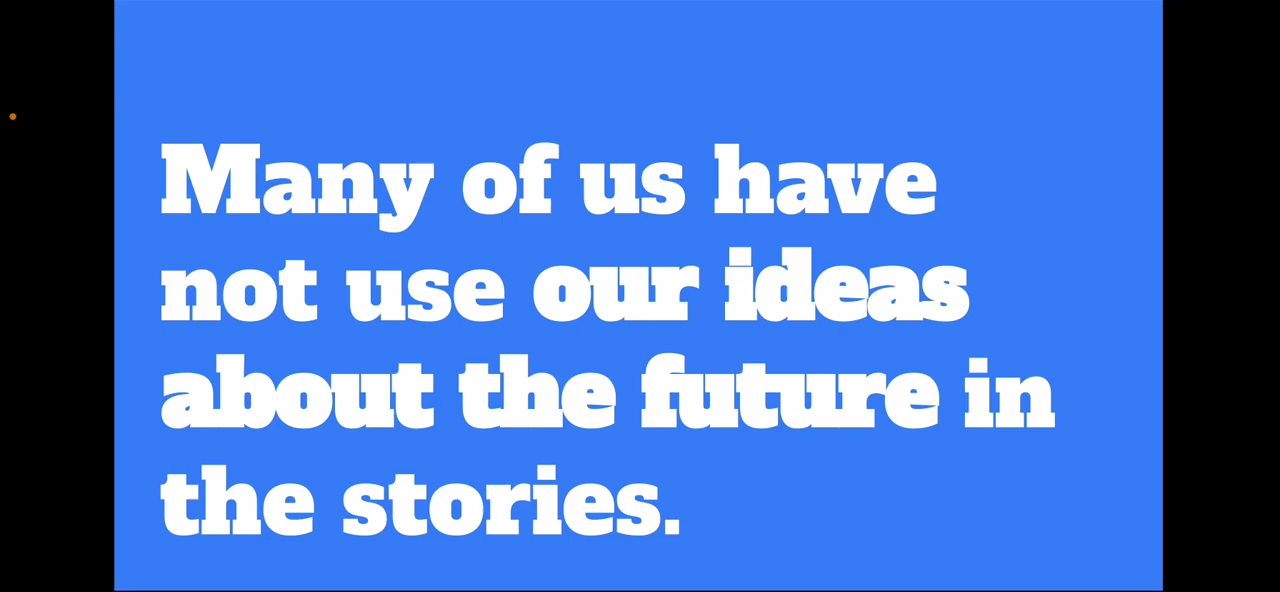 Many of us have
not use our ideas
about the future in
the stories.